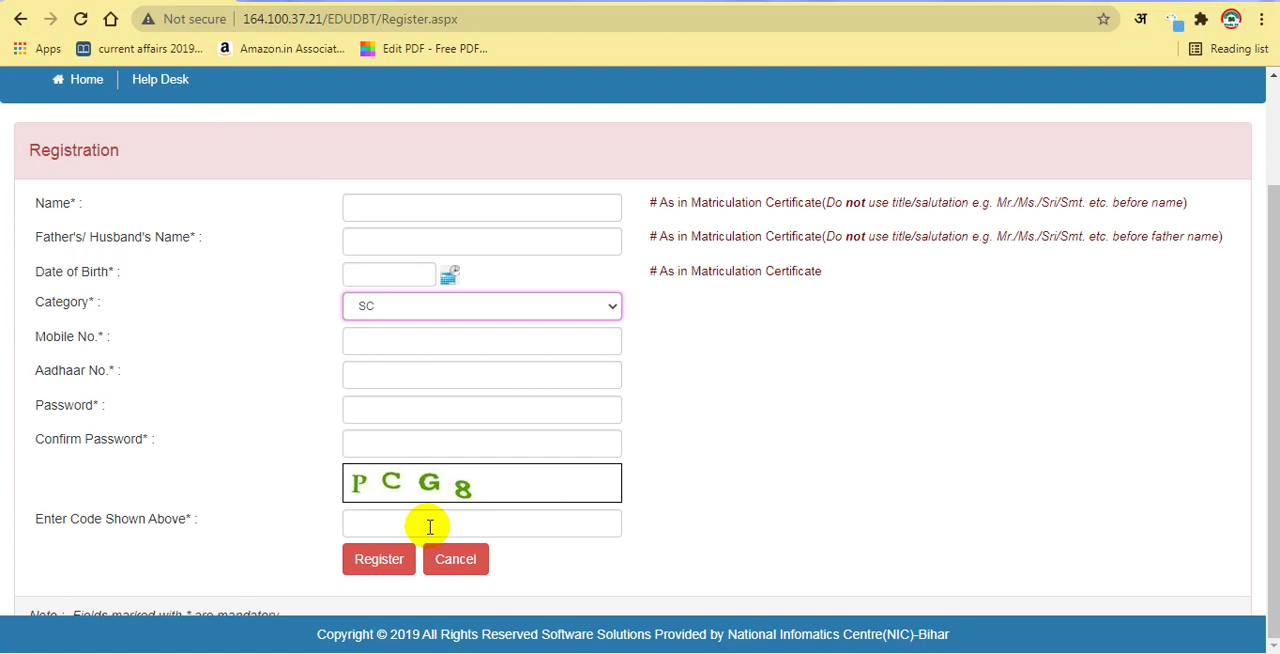 Not secure 164.100.37.21/EDUDBT/Register.aspx अ
Apps current affairs 2019... a Amazon.in Associat... Edit PDF - Free PDF... Reading list
Home Help Desk
Registration
Name* : # As in Matriculation Certificate(Do not use title/salutation e.g. Mr./Ms./Sri/Smt. etc. before name)
Father's/ Husband's Name* : # As in Matriculation Certificate(Do not use title/salutation e.g. Mr./Ms./Sri/Smt. etc. before father name)
Date of Birth* : # As in Matriculation Certificate
Category* : SC
Mobile No.* :
Aadhaar No.* :
Password* :
Confirm Password* :
P C G 8
Enter Code Shown Above* :
Register Cancel
Note : Fields marked with * are mandatory
Copyright © 2019 All Rights Reserved Software Solutions Provided by National Infomatics Centre(NIC)-Bihar